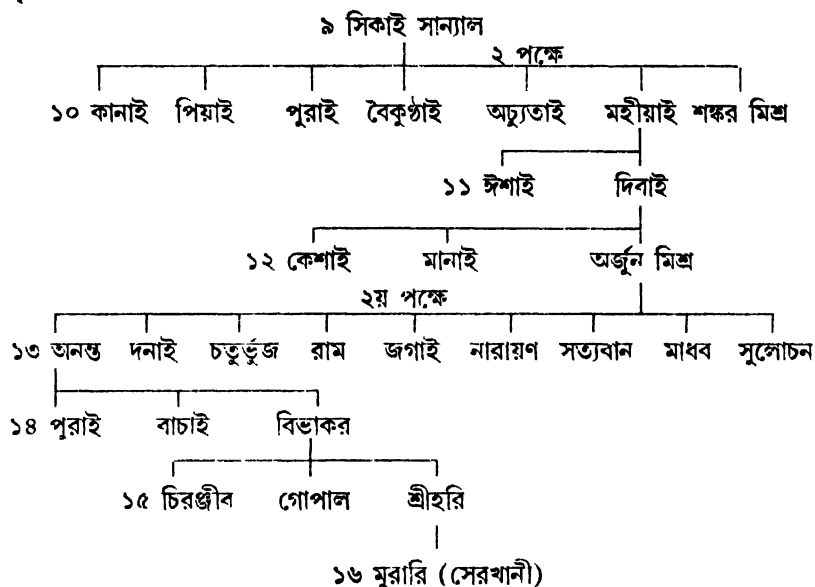 ৯ সিকাই সান্যাল
২ পক্ষে
১০ কানাই পিয়াই পুরাই বৈকুণ্ঠাই অচ্যুতাই মহীয়াই শঙ্কর মিশ্র
১১ ঈশাই দিবাই
১২ কেশাই মানাই অর্জুন মিশ্র
২য় পক্ষে
১৩ অনন্ত দনাই চতুর্ভুজ রাম জগাই নারায়ণ সত্যবান মাধব সুলোচন
১৪ পুরাই বাচাই বিভাকর
১৫ চিরঞ্জীব গোপাল শ্রীহরি
১৬ মুরারি (সেরখানী)